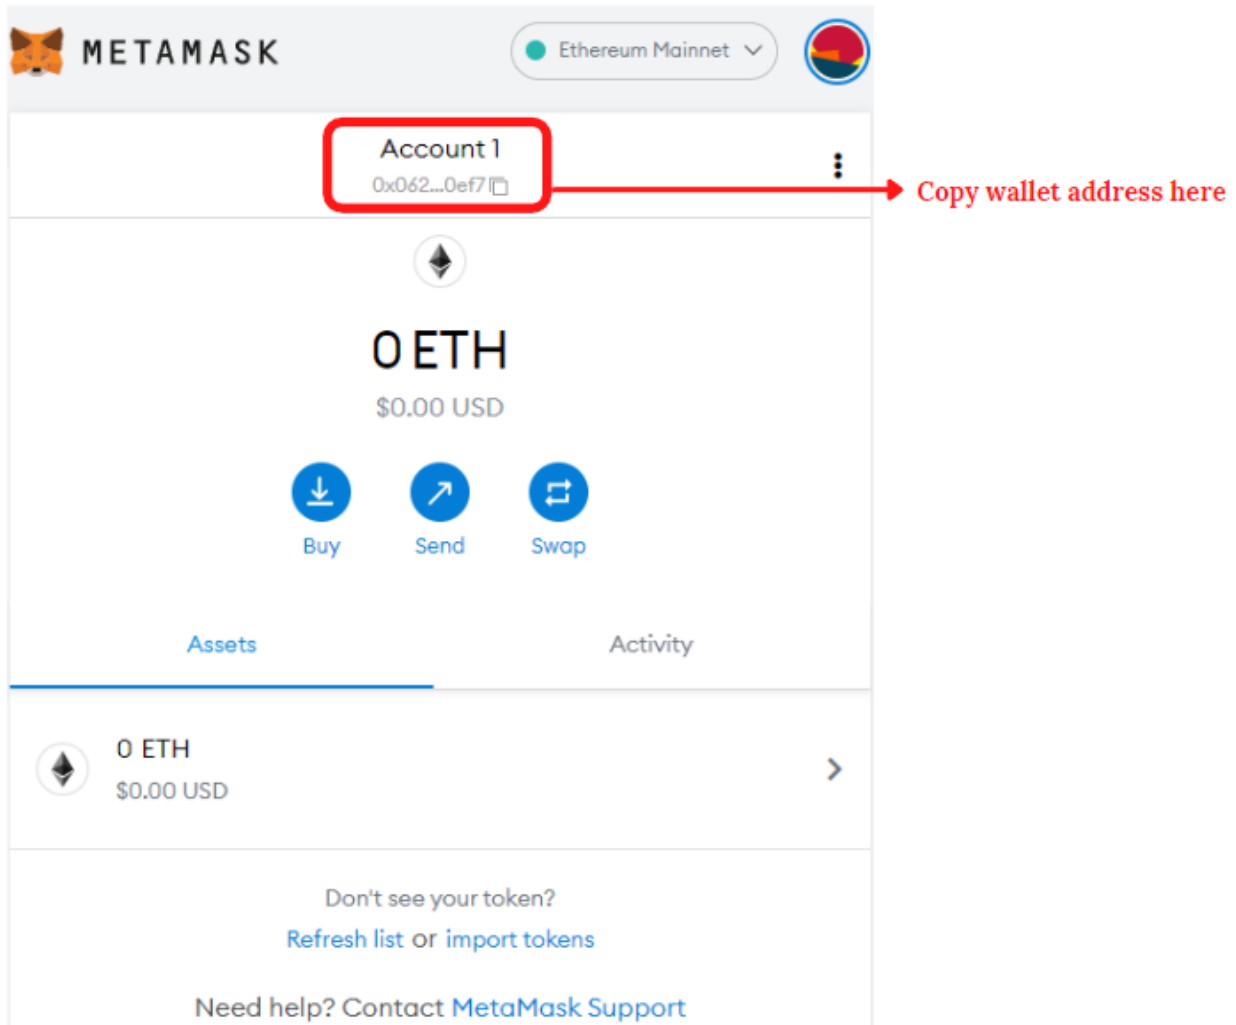 METAMASK
Ethereum Mainnet
Account 1
0x062...0ef7
Copy wallet address here
0 ETH
$0.00 USD
Buy
Send
Swap
Assets
Activity
0 ETH
$0.00 USD
Don't see your token?
Refresh list or import tokens
Need help? Contact MetaMask Support